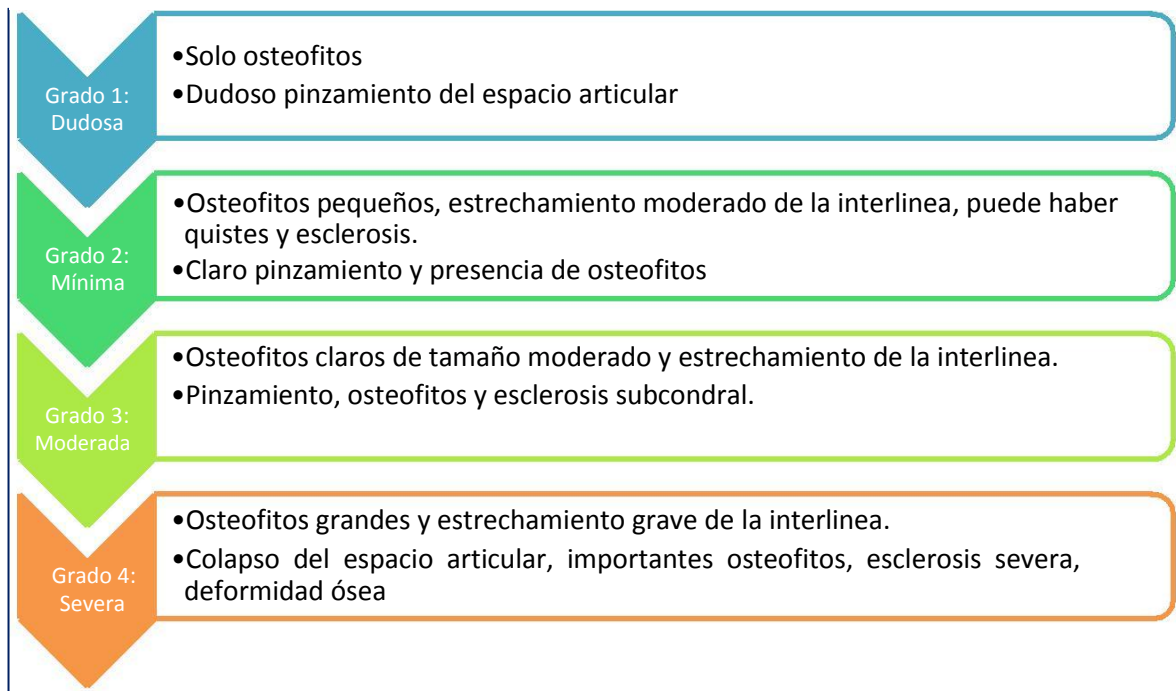 Grado 1:
Dudosa
•Solo osteofitos
•Dudoso pinzamiento del espacio articular
Grado 2:
Mínima
•Osteofitos pequeños, estrechamiento moderado de la interlinea, puede haber
quistes y esclerosis.
•Claro pinzamiento y presencia de osteofitos
Grado 3:
Moderada
•Osteofitos claros de tamaño moderado y estrechamiento de la interlinea.
•Pinzamiento, osteofitos y esclerosis subcondral.
Grado 4:
Severa
•Osteofitos grandes y estrechamiento grave de la interlinea.
•Colapso del espacio articular, importantes osteofitos, esclerosis severa,
deformidad ósea